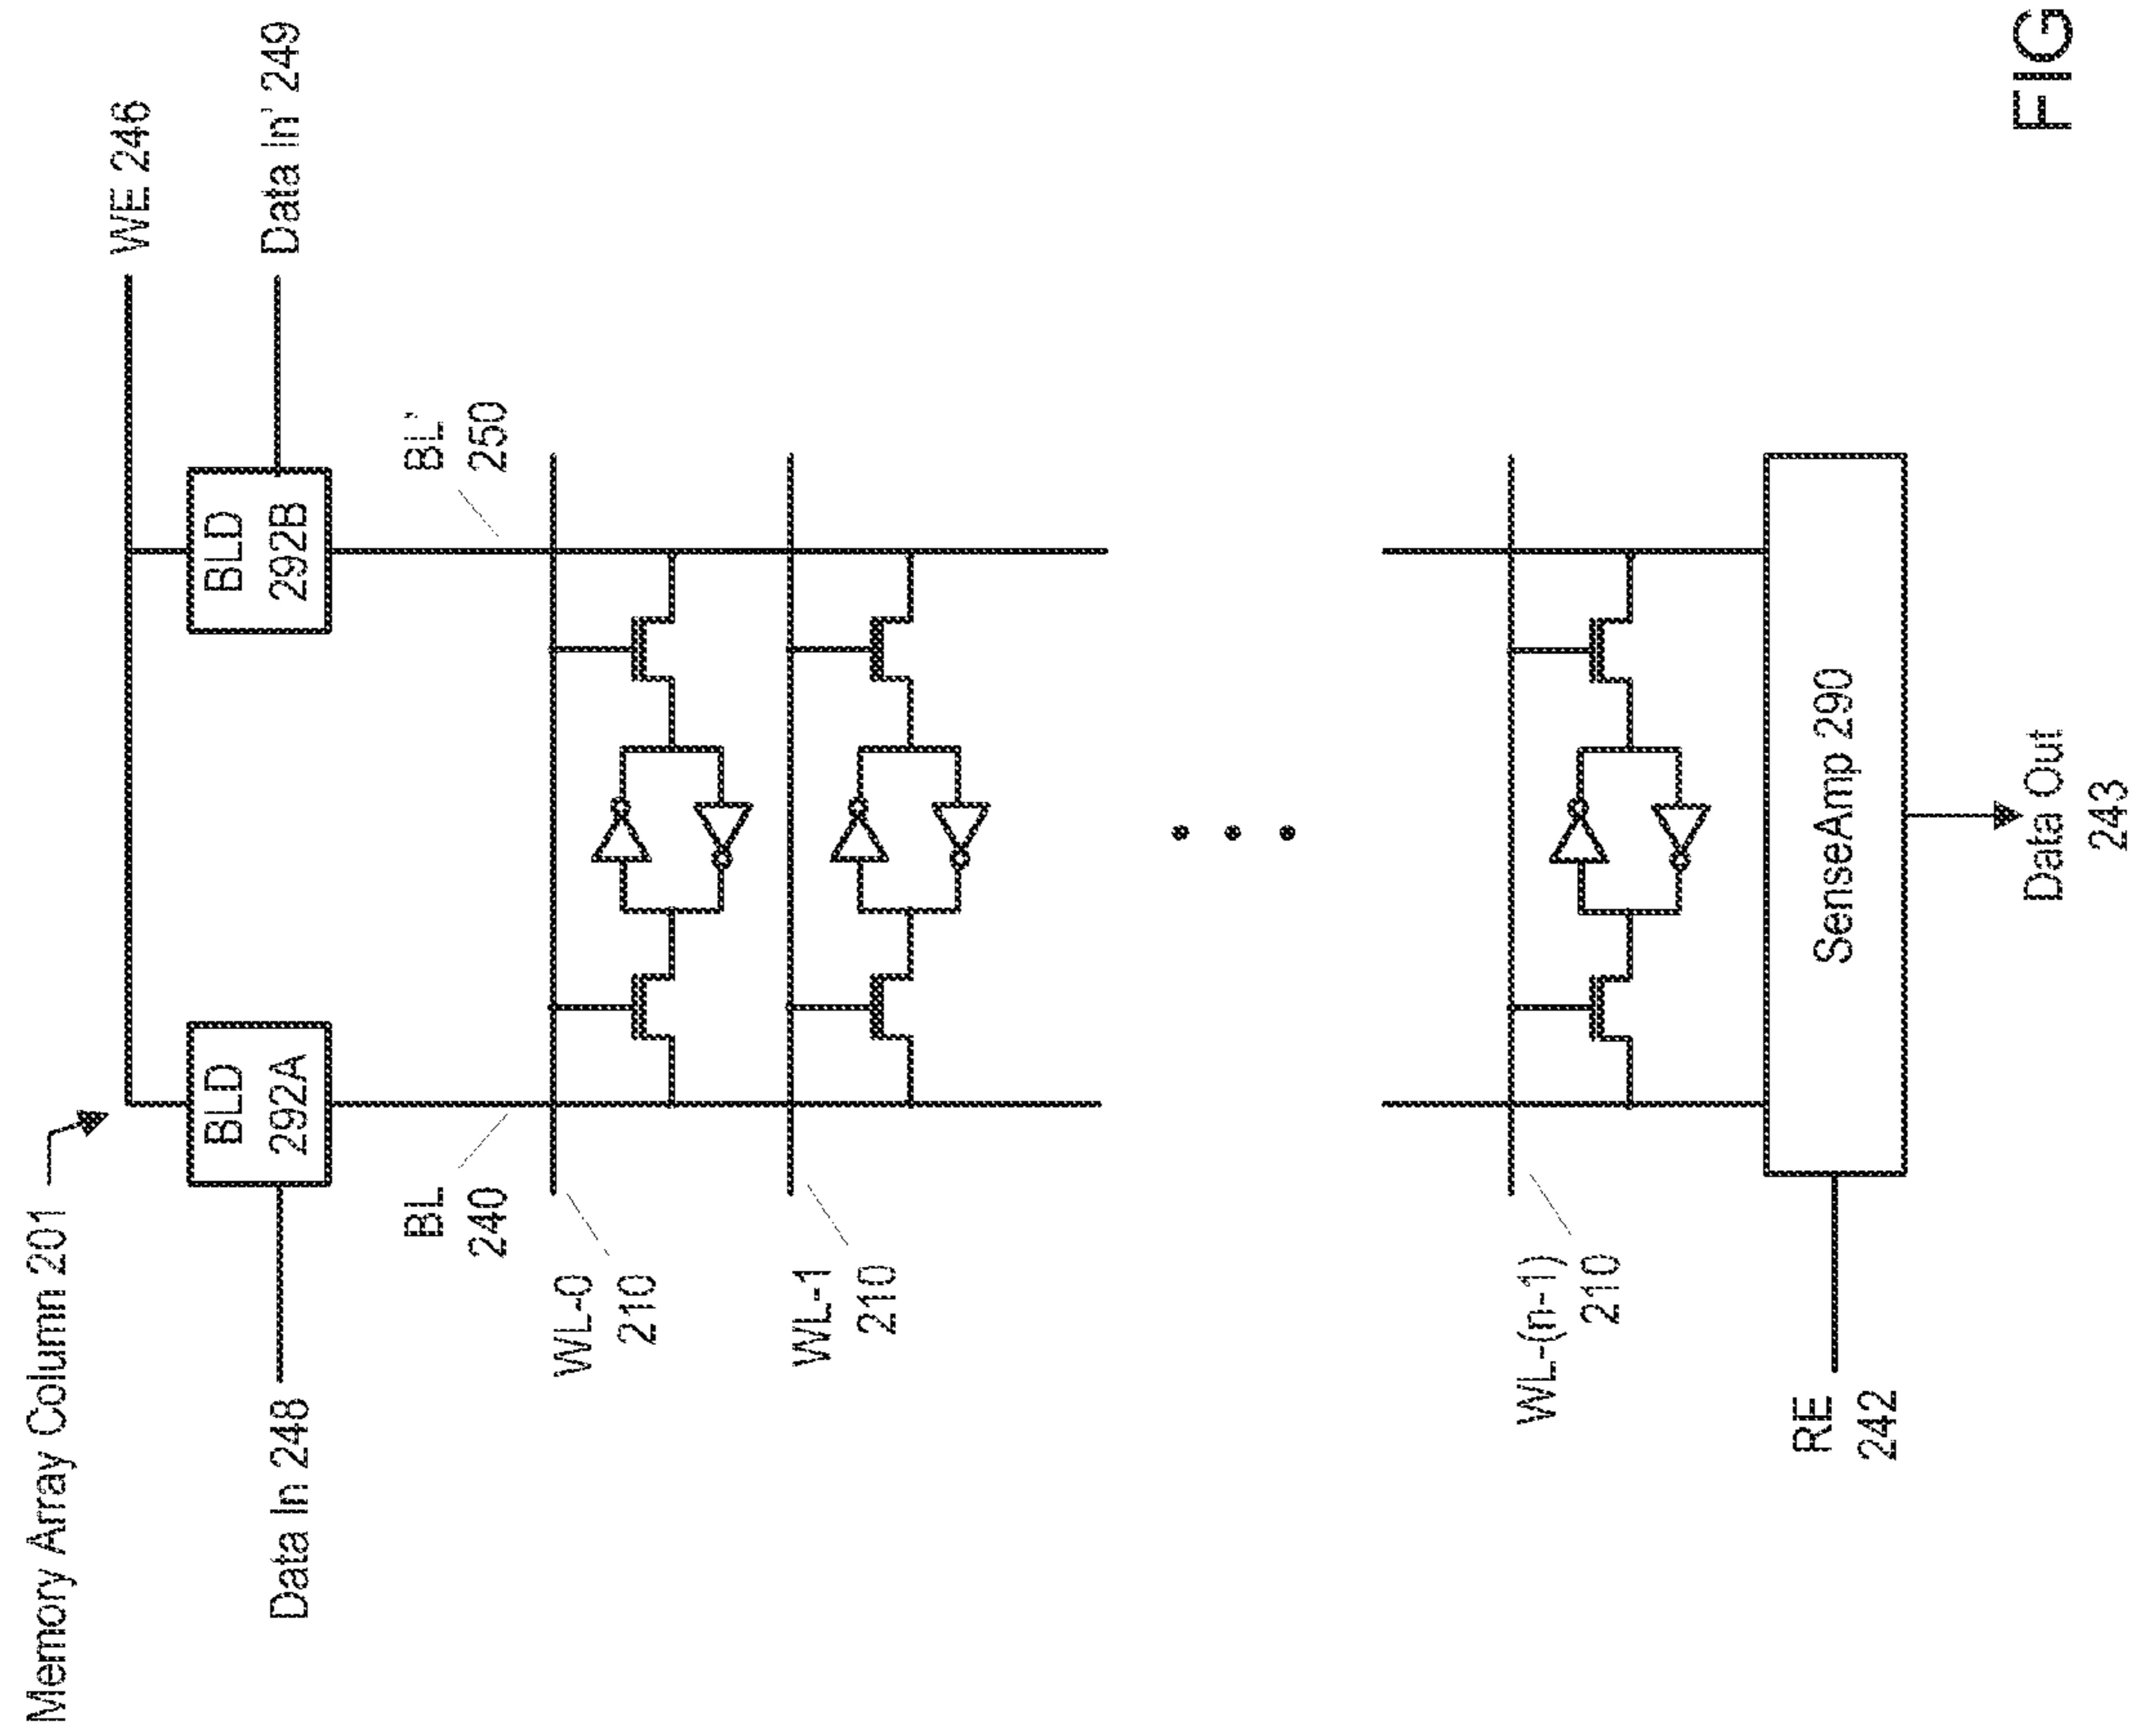 Memory Array Column 201
WE 246
Data In 248
BLD
292A
BLD
292B
Data In' 249
BL
240
BL'
250
WL-0
210
WL-1
210
WL-(n-1)
210
RE
242
SenseAmp 290
Data Out
243
FIG